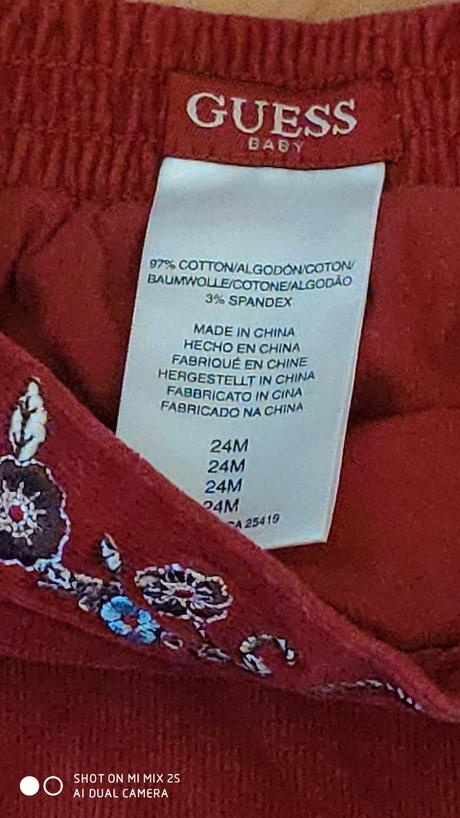 GUESS
BABY
97% COTTON/ALGODÓN/COTON/
BAUMWOLLE/COTONE/ALGODÃO
3% SPANDEX
MADE IN CHINA
HECHO EN CHINA
FABRIQUÉ EN CHINE
HERGESTELLT IN CHINA
FABBRICATO IN CINA
FABRICADO NA CHINA
24M
24M
24M
24M
CA 25419
SHOT ON MI MIX 2S
AI DUAL CAMERA